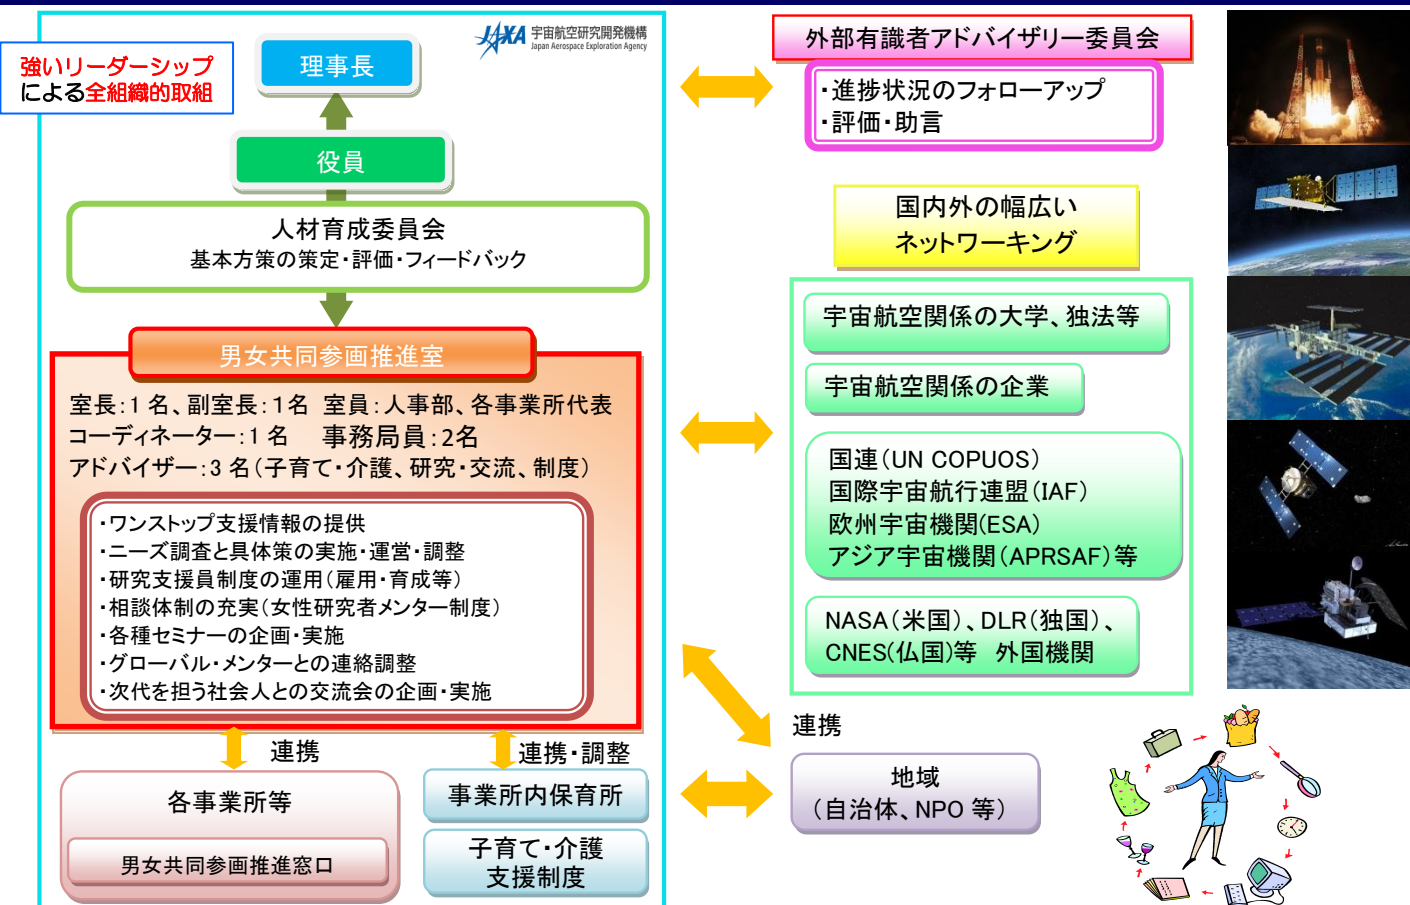 JAXA 宇宙航空研究開発機構
Japan Aerospace Exploration Agency
強いリーダーシップ
による全組織的取組
理事長
役員
人材育成委員会
基本方策の策定・評価・フィードバック
男女共同参画推進室
室長:1名、副室長:1名 室員:人事部、各事業所代表
コーディネーター:1名 事務局員:2名
アドバイザー:3名(子育て・介護、研究・交流、制度)
・ワンストップ支援情報の提供
・ニーズ調査と具体策の実施・運営・調整
・研究支援員制度の運用(雇用・育成等)
・相談体制の充実(女性研究者メンター制度)
・各種セミナーの企画・実施
・グローバル・メンターとの連絡調整
・次代を担う社会人との交流会の企画・実施
連携
連携・調整
各事業所等
男女共同参画推進窓口
事業所内保育所
子育て・介護
支援制度
外部有識者アドバイザリー委員会
・進捗状況のフォローアップ
・評価・助言
国内外の幅広い
ネットワーキング
宇宙航空関係の大学、独法等
宇宙航空関係の企業
国連(UN COPUOS)
国際宇宙航行連盟(IAF)
欧州宇宙機関(ESA)
アジア宇宙機関(APRSAF)等
NASA(米国)、DLR(独国)、
CNES(仏国)等 外国機関
連携
地域
(自治体、NPO 等)